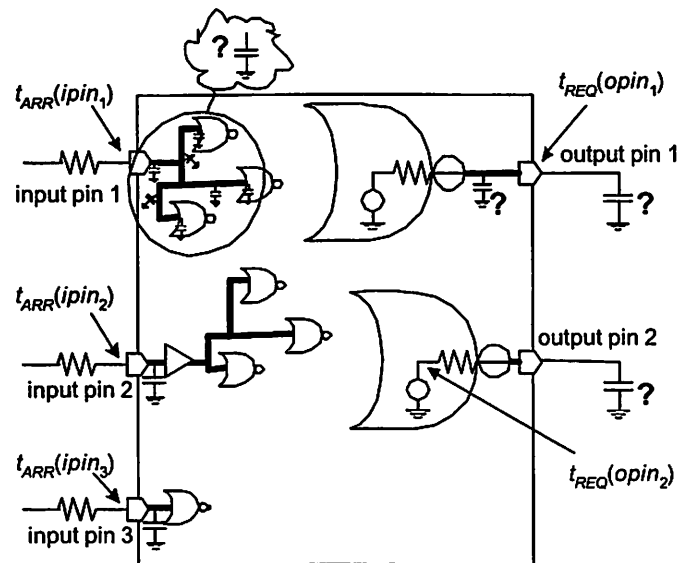 ?
t_ARR(ipin_1)
t_REQ(opin_1)
input pin 1
output pin 1
?
?
t_ARR(ipin_2)
output pin 2
input pin 2
?
t_ARR(ipin_3)
t_REQ(opin_2)
input pin 3